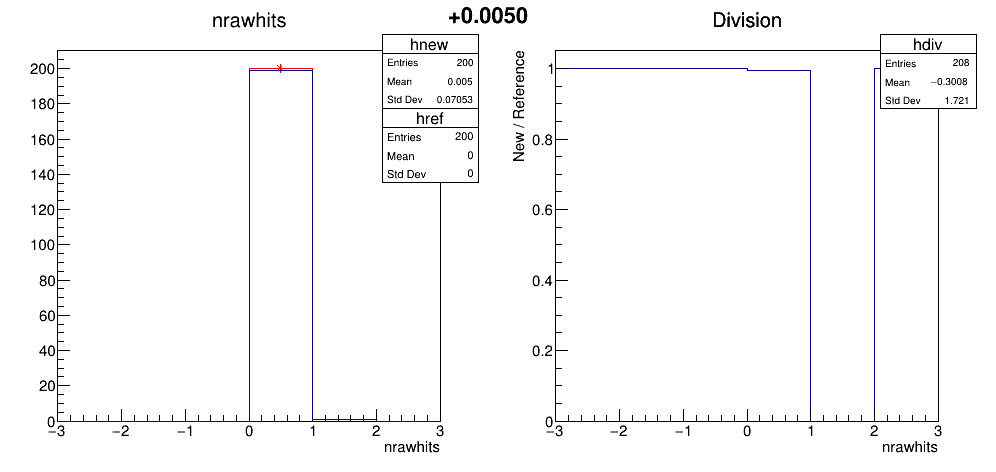 +0.0050
nrawhits
hnew
Entries 200
Mean 0.005
Std Dev 0.07053
href
Entries 200
Mean 0
Std Dev 0
200
180
160
140
120
100
80
60
40
20
0
−3 −2 −1 0 1 2 3
nrawhits
Division
hdiv
Entries 208
Mean −0.3008
Std Dev 1.721
New / Reference
1
0.8
0.6
0.4
0.2
0
−3 −2 −1 0 1 2 3
nrawhits